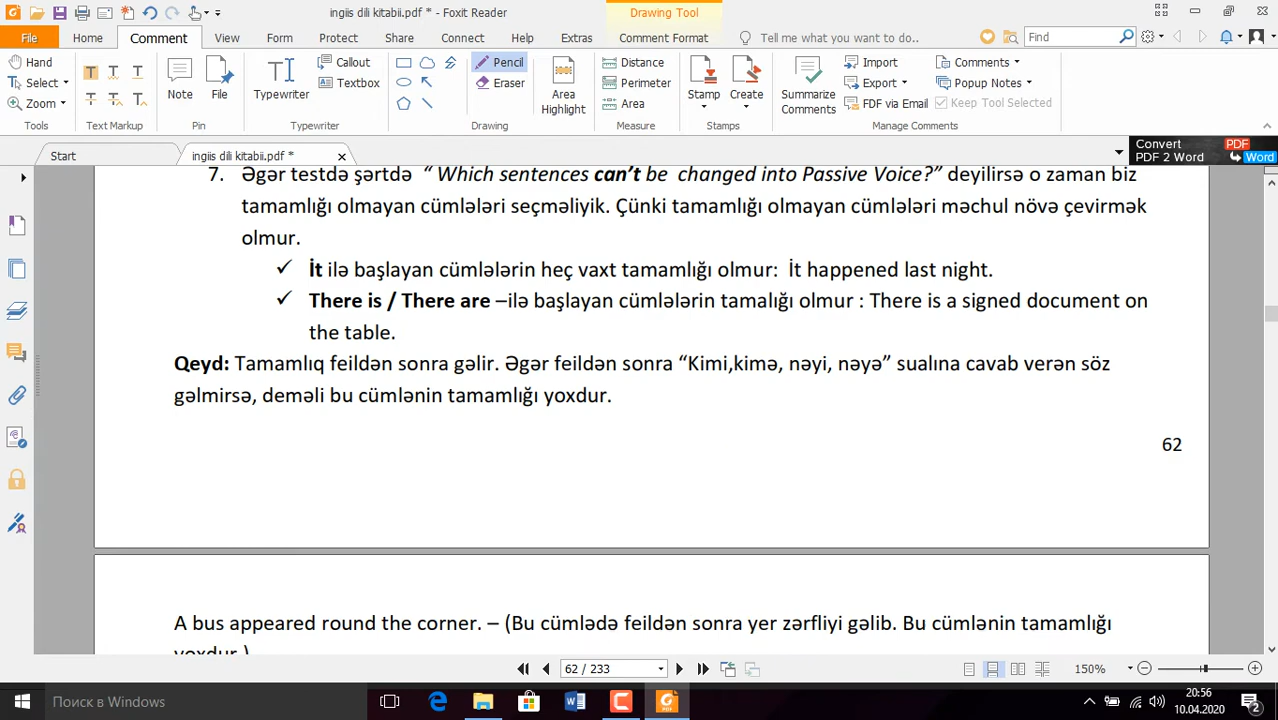 ingiis dili kitabii.pdf * - Foxit Reader
Drawing Tool
File Home Comment View Form Protect Share Connect Help Extras Comment Format Tell me what you want to do.. Find
Hand
Select
Zoom
Tools
Text Markup
Note
File
Pin
Typewriter
Callout
Textbox
Typewriter
Pencil
Eraser
Drawing
Area
Highlight
Distance
Perimeter
Area
Measure
Stamp
Create
Stamps
Summarize
Comments
Import
Export
FDF via Email
Comments
Popup Notes
Keep Tool Selected
Manage Comments
Start
ingiis dili kitabii.pdf *
Convert PDF
PDF 2 Word Word
7. Əgər testdə şərtdə “ Which sentences can’t be changed into Passive Voice?” deyilirsə o zaman biz
tamamlığı olmayan cümlələri seçməliyik. Çünki tamamlığı olmayan cümlələri məchul növə çevirmək
olmur.
✓ İt ilə başlayan cümlələrin heç vaxt tamamlığı olmur: İt happened last night.
✓ There is / There are –ilə başlayan cümlələrin tamalığı olmur : There is a signed document on
the table.
Qeyd: Tamamlıq feildən sonra gəlir. Əgər feildən sonra “Kimi,kimə, nəyi, nəyə” sualına cavab verən söz
gəlmirsə, deməli bu cümlənin tamamlığı yoxdur.
62
A bus appeared round the corner. – (Bu cümlədə feildən sonra yer zərfliyi gəlib. Bu cümlənin tamamlığı
yoxdur.)
62 / 233
150%
Поиск в Windows
20:56
10.04.2020
2